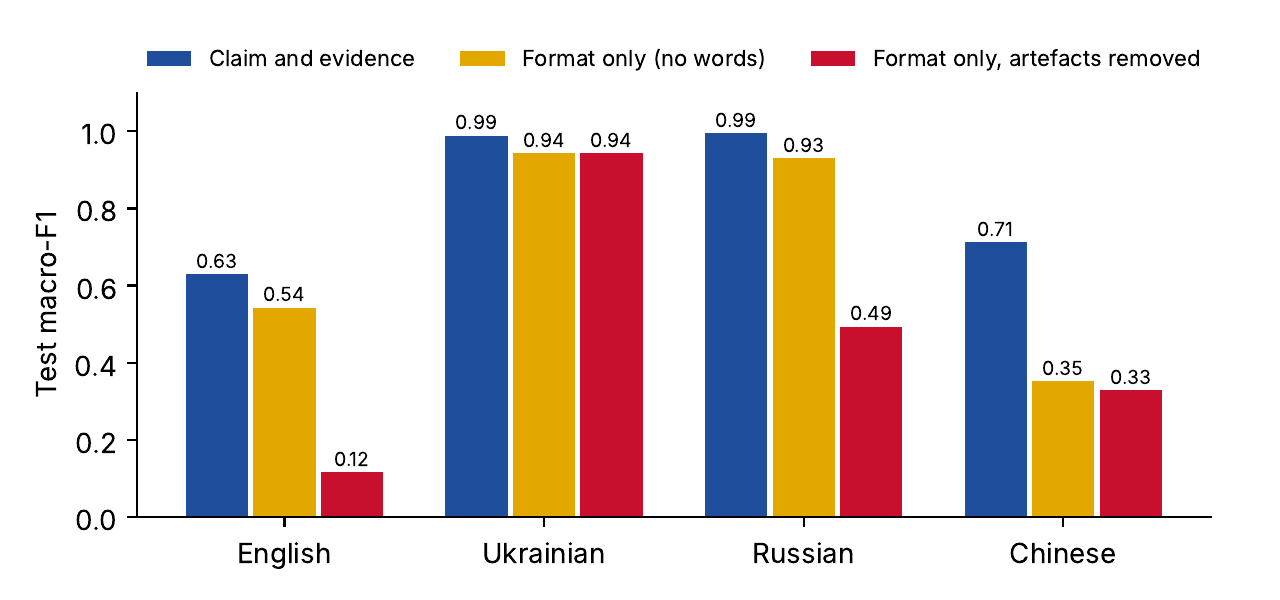 Claim and evidence Format only (no words) Format only, artefacts removed
Test macro-F1
1.0
0.8
0.6
0.4
0.2
0.0
0.63 0.54 0.12
0.99 0.94 0.94
0.99 0.93 0.49
0.71 0.35 0.33
English Ukrainian Russian Chinese